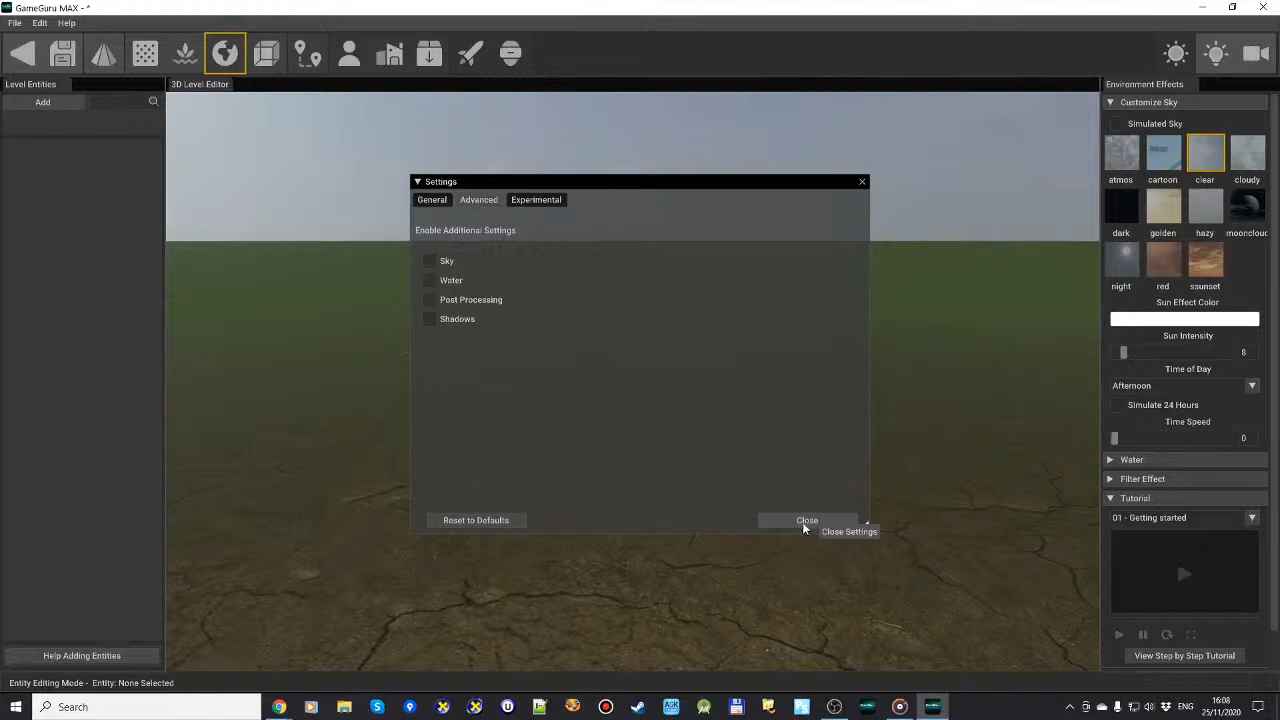 GameGuru MAX - *
File Edit Help
Level Entities
3D Level Editor
Environment Effects
Add
Customize Sky
Simulated Sky
atmos cartoon clear cloudy
dark golden hazy mooncloud
night red ssunset
Sun Effect Color
Sun Intensity
8
Time of Day
Afternoon
Simulate 24 Hours
Time Speed
0
Water
Filter Effect
Tutorial
01 - Getting started
View Step by Step Tutorial
Settings
General Advanced Experimental
Enable Additional Settings
Sky
Water
Post Processing
Shadows
Reset to Defaults
Close
Close Settings
Help Adding Entities
Entity Editing Mode - Entity: None Selected
Search
16:08
25/11/2020